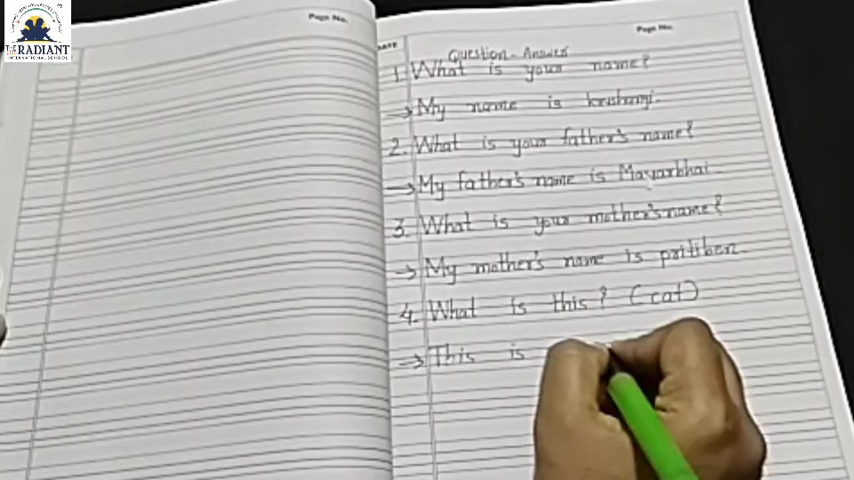 THE RADIANT
INTERNATIONAL SCHOOL
Page No.
DATE
Page No.
Question - Answer
1. What is your name?
→ My name is krushangi.
2. What is your father's name?
→ My father's name is Mayurbhai.
3. What is your mother's name?
→ My mother's name is pritiben.
4. What is this? (cat)
→ This is